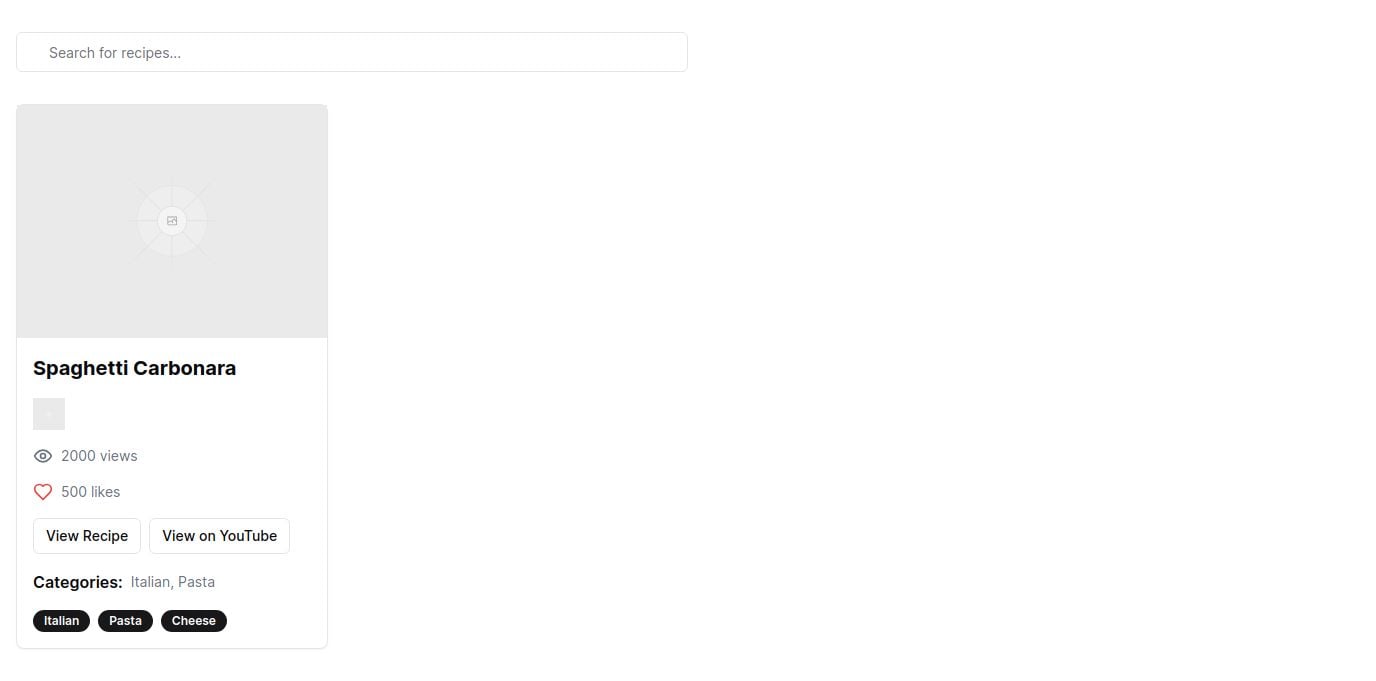 Search for recipes...
Spaghetti Carbonara
2000 views
500 likes
View Recipe View on YouTube
Categories: Italian, Pasta
Italian Pasta Cheese